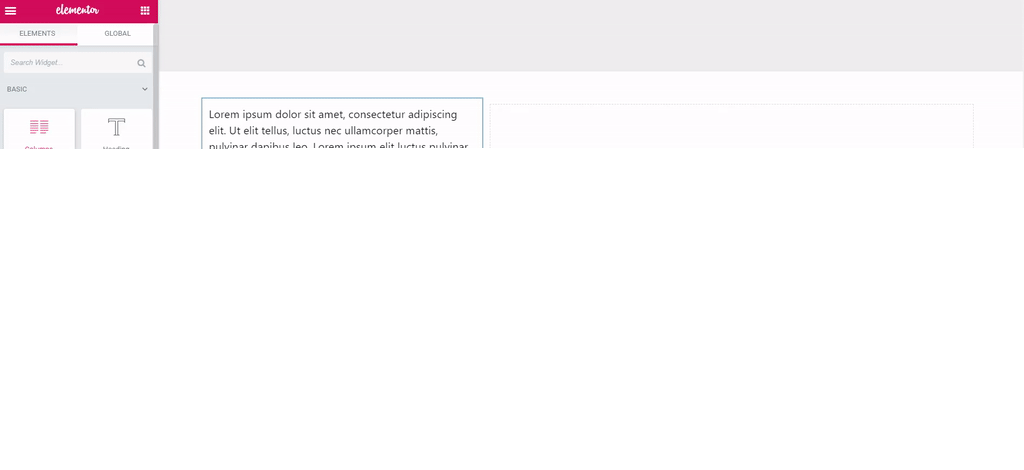 elementor
ELEMENTS GLOBAL
Search Widget...
BASIC
Columns Heading
Lorem ipsum dolor sit amet, consectetur adipiscing
elit. Ut elit tellus, luctus nec ullamcorper mattis,
pulvinar dapibus leo. Lorem ipsum elit luctus pulvinar